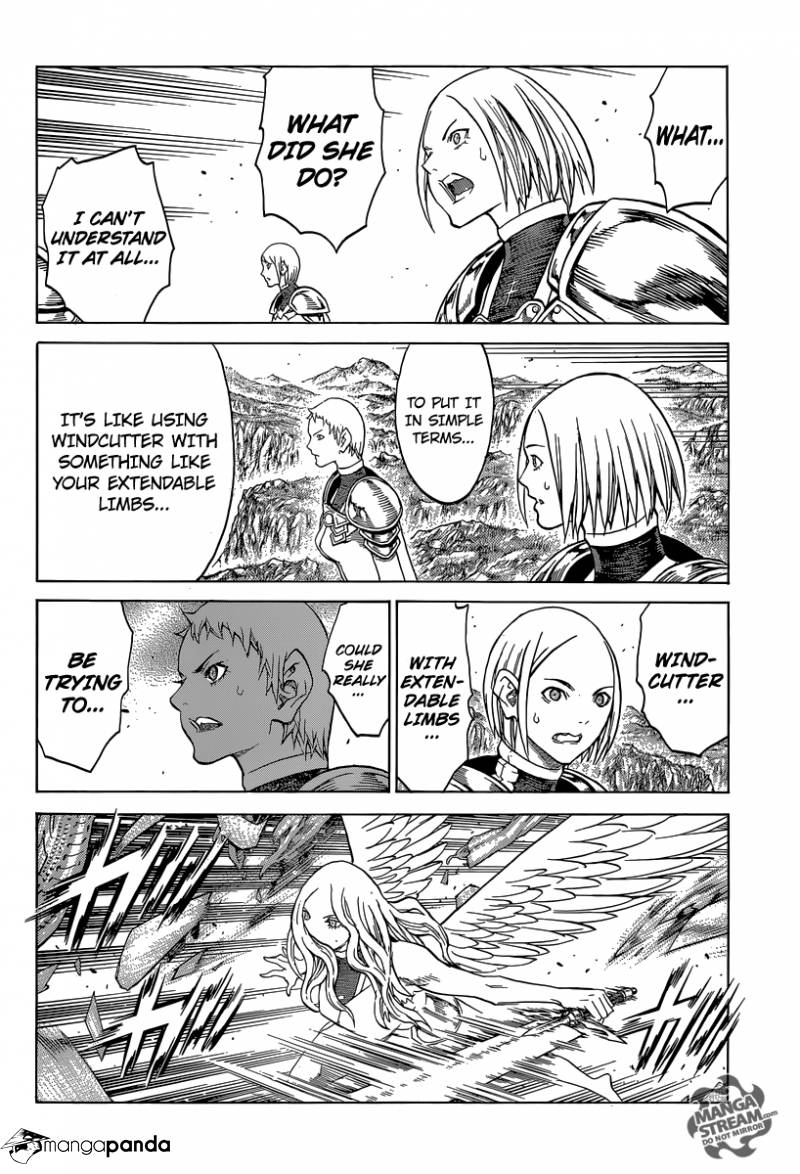 WHAT...
WHAT
DID SHE
DO?
I CAN'T
UNDERSTAND
IT AT ALL...
TO PUT IT
IN SIMPLE
TERMS...
IT'S LIKE USING
WINDCUTTER WITH
SOMETHING LIKE
YOUR EXTENDABLE
LIMBS...
WIND-
CUTTER
...
WITH
EXTEN-
DABLE
LIMBS
...
COULD
SHE
REALLY...
BE
TRYING
TO...
MANGA
STREAM.com
DO NOT MIRROR!
mangapanda